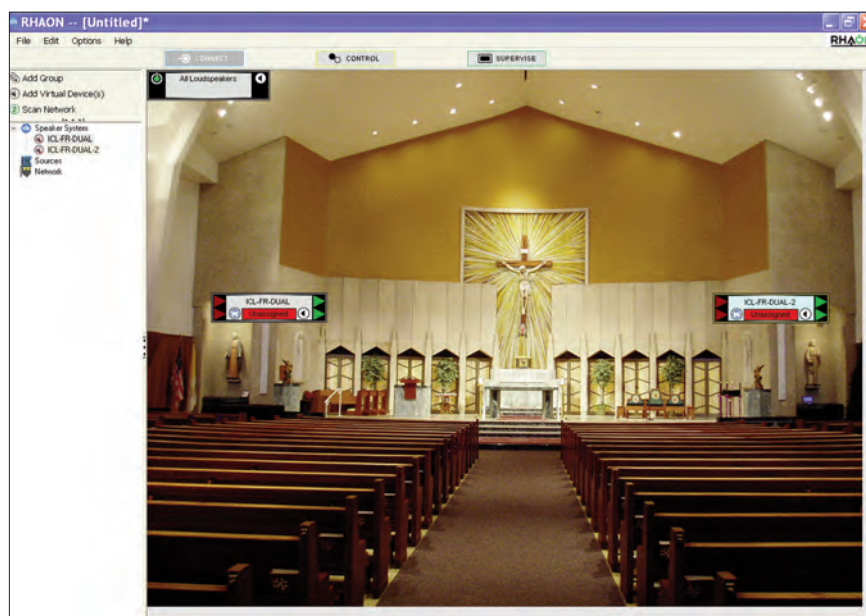 RHAON -- [Untitled]*
File Edit Options Help
RHAON
CONNECT CONTROL SUPERVISE
Add Group
Add Virtual Device(s)
Scan Network
Speaker System
ICL-FR-DUAL
ICL-FR-DUAL-2
Sources
Network
All Loudspeakers
ICL-FR-DUAL
Unassigned
ICL-FR-DUAL-2
Unassigned